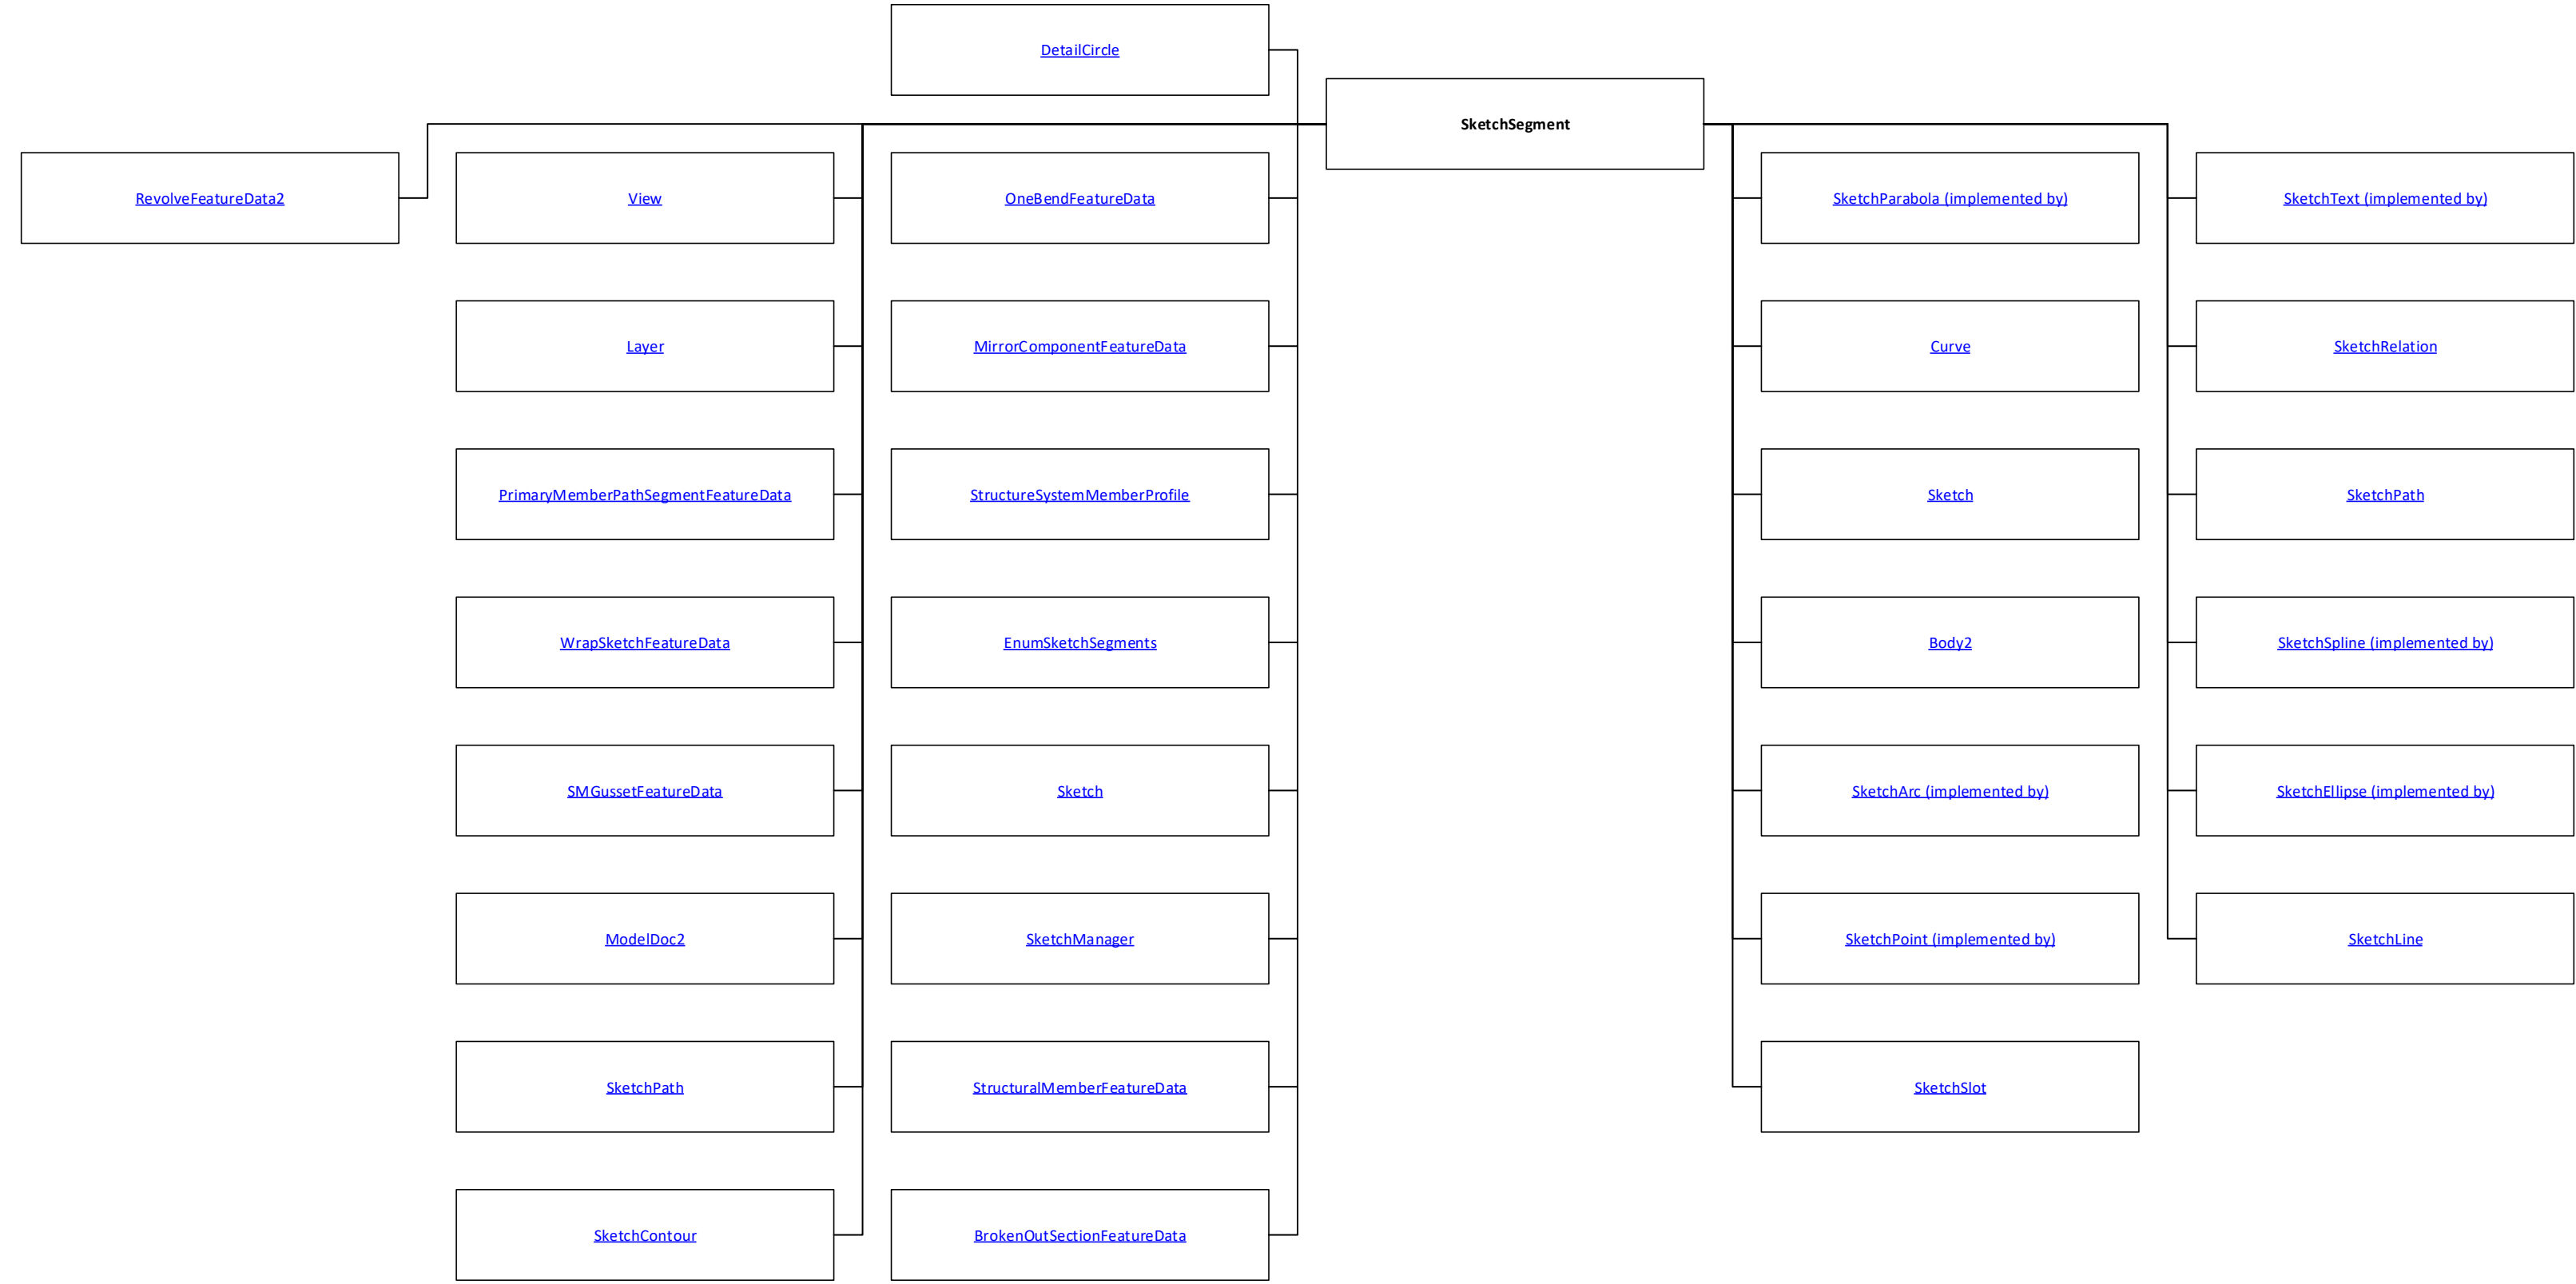 DetailCircle
SketchSegment
RevolveFeatureData2
View
OneBendFeatureData
SketchParabola (implemented by)
SketchText (implemented by)
Layer
MirrorComponentFeatureData
Curve
SketchRelation
PrimaryMemberPathSegmentFeatureData
StructureSystemMemberProfile
Sketch
SketchPath
WrapSketchFeatureData
EnumSketchSegments
Body2
SketchSpline (implemented by)
SMGussetFeatureData
Sketch
SketchArc (implemented by)
SketchEllipse (implemented by)
ModelDoc2
SketchManager
SketchPoint (implemented by)
SketchLine
SketchPath
StructuralMemberFeatureData
SketchSlot
SketchContour
BrokenOutSectionFeatureData